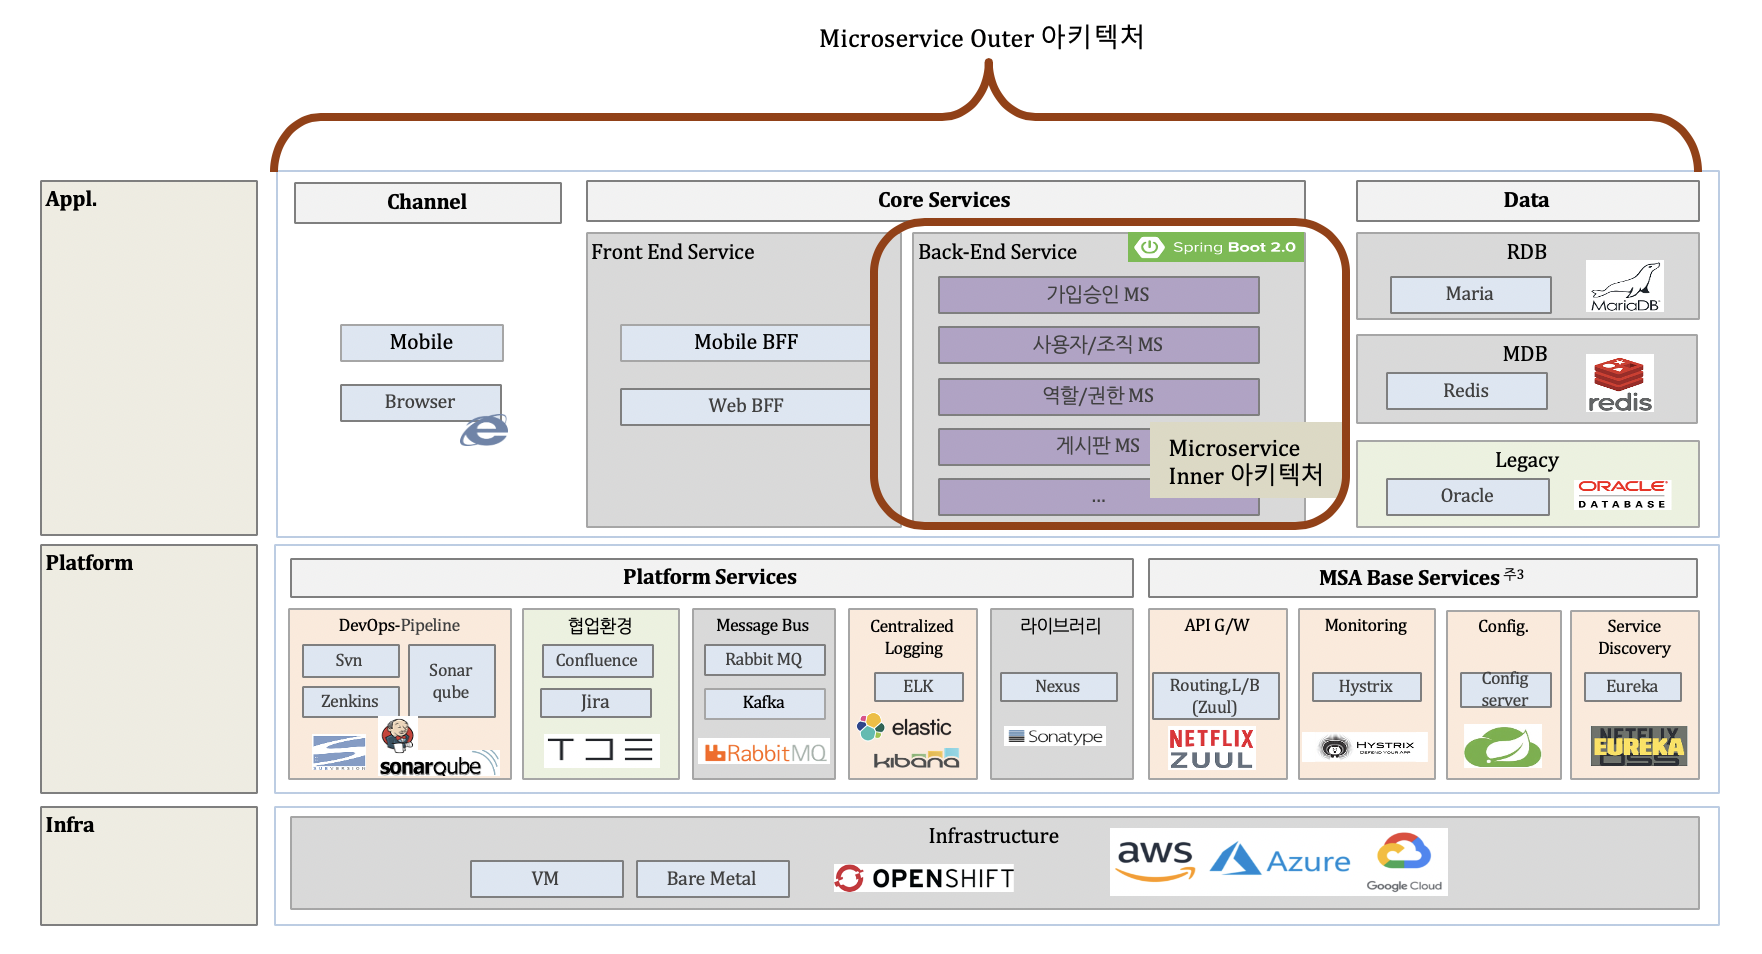 Microservice Outer 아키텍처
Appl.
Channel
Core Services
Data
Front End Service
Back-End Service
Spring Boot 2.0
RDB
가입승인 MS
Maria
MariaDB
Mobile
Mobile BFF
사용자/조직 MS
MDB
Browser
Web BFF
역할/권한 MS
Redis
redis
게시판 MS
Microservice
Inner 아키텍처
...
Legacy
Oracle
ORACLE
DATABASE
Platform
Platform Services
MSA Base Services 주3
DevOps-Pipeline
Svn
Zenkins
Sonar
qube
SUBVERSION
sonarqube
협업환경
Confluence
Jira
Message Bus
Rabbit MQ
Kafka
RabbitMQ
Centralized
Logging
ELK
elastic
kibana
라이브러리
Nexus
Sonatype
API G/W
Routing,L/B
(Zuul)
NETFLIX
ZUUL
Monitoring
Hystrix
HYSTRIX
DEFEND YOUR APP
Config.
Config
server
Service
Discovery
Eureka
NETFLIX
EUREKA
OSS
Infra
Infrastructure
VM
Bare Metal
OPENSHIFT
aws
Azure
Google Cloud